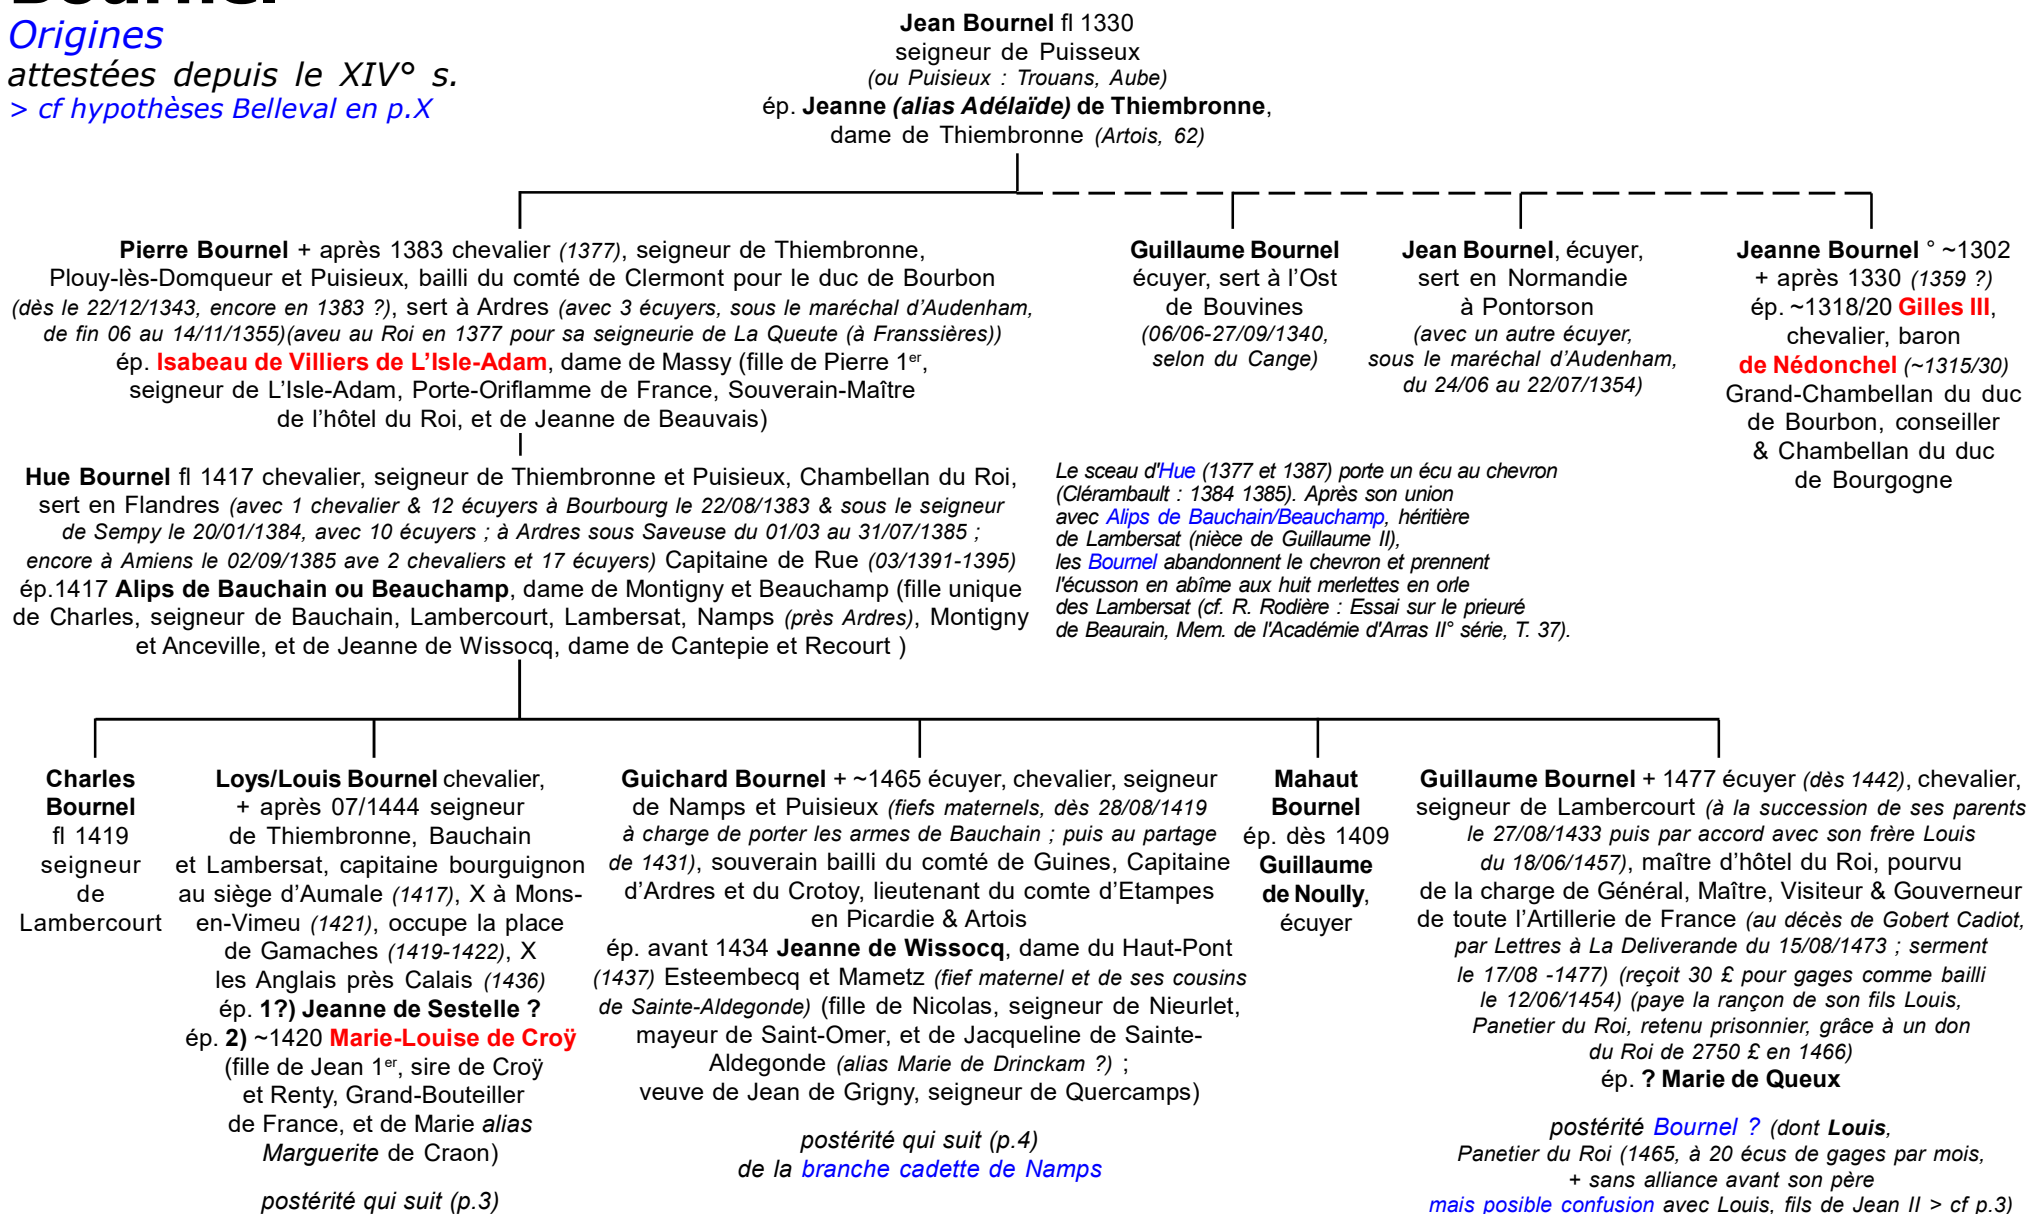 Bournel
Origines
attestées depuis le XIV° s.
> cf hypothèses Belleval en p.X
Jean Bournel fl 1330
seigneur de Puisseux
(ou Puisieux : Trouans, Aube)
ép. Jeanne (alias Adélaïde) de Thiembronne,
dame de Thiembronne (Artois, 62)
Pierre Bournel + après 1383 chevalier (1377), seigneur de Thiembronne,
Plouy-lès-Domqueur et Puisieux, bailli du comté de Clermont pour le duc de Bourbon
(dès le 22/12/1343, encore en 1383 ?), sert à Ardres (avec 3 écuyers, sous le maréchal d'Audenham,
de fin 06 au 14/11/1355)(aveu au Roi en 1377 pour sa seigneurie de La Queute (à Franssières))
ép. Isabeau de Villiers de L'Isle-Adam, dame de Massy (fille de Pierre 1er,
seigneur de L'Isle-Adam, Porte-Oriflamme de France, Souverain-Maître
de l'hôtel du Roi, et de Jeanne de Beauvais)
Guillaume Bournel
écuyer, sert à l'Ost
de Bouvines
(06/06-27/09/1340,
selon du Cange)
Jean Bournel, écuyer,
sert en Normandie
à Pontorson
(avec un autre écuyer,
sous le maréchal d'Audenham,
du 24/06 au 22/07/1354)
Jeanne Bournel ° ~1302
+ après 1330 (1359 ?)
ép. ~1318/20 Gilles III,
chevalier, baron
de Nédonchel (~1315/30)
Grand-Chambellan du duc
de Bourbon, conseiller
& Chambellan du duc
de Bourgogne
Hue Bournel fl 1417 chevalier, seigneur de Thiembronne et Puisieux, Chambellan du Roi,
sert en Flandres (avec 1 chevalier & 12 écuyers à Bourbourg le 22/08/1383 & sous le seigneur
de Sempy le 20/01/1384, avec 10 écuyers ; à Ardres sous Saveuse du 01/03 au 31/07/1385 ;
encore à Amiens le 02/09/1385 ave 2 chevaliers et 17 écuyers) Capitaine de Rue (03/1391-1395)
ép.1417 Alips de Bauchain ou Beauchamp, dame de Montigny et Beauchamp (fille unique
de Charles, seigneur de Bauchain, Lambercourt, Lambersat, Namps (près Ardres), Montigny
et Anceville, et de Jeanne de Wissocq, dame de Cantepie et Recourt )
Le sceau d'Hue (1377 et 1387) porte un écu au chevron
(Clérambault : 1384 1385). Après son union
avec Alips de Bauchain/Beauchamp, héritière
de Lambersat (nièce de Guillaume II),
les Bournel abandonnent le chevron et prennent
l'écusson en abîme aux huit merlettes en orle
des Lambersat (cf. R. Rodière : Essai sur le prieuré
de Beaurain, Mem. de l'Académie d'Arras II° série, T. 37).
Charles
Bournel
fl 1419
seigneur
de
Lambercourt
Loys/Louis Bournel chevalier,
+ après 07/1444 seigneur
de Thiembronne, Bauchain
et Lambersat, capitaine bourguignon
au siège d'Aumale (1417), X à Mons-
en-Vimeu (1421), occupe la place
de Gamaches (1419-1422), X
les Anglais près Calais (1436)
ép. 1?) Jeanne de Sestelle ?
ép. 2) ~1420 Marie-Louise de Croÿ
(fille de Jean 1er, sire de Croÿ
et Renty, Grand-Bouteiller
de France, et de Marie alias
Marguerite de Craon)
postérité qui suit (p.3)
Guichard Bournel + ~1465 écuyer, chevalier, seigneur
de Namps et Puisieux (fiefs maternels, dès 28/08/1419
à charge de porter les armes de Bauchain ; puis au partage
de 1431), souverain bailli du comté de Guines, Capitaine
d'Ardres et du Crotoy, lieutenant du comte d'Etampes
en Picardie & Artois
ép. avant 1434 Jeanne de Wissocq, dame du Haut-Pont
(1437) Esteembecq et Mametz (fief maternel et de ses cousins
de Sainte-Aldegonde) (fille de Nicolas, seigneur de Nieurlet,
mayeur de Saint-Omer, et de Jacqueline de Sainte-
Aldegonde (alias Marie de Drinckam ?) ;
veuve de Jean de Grigny, seigneur de Quercamps)
postérité qui suit (p.4)
de la branche cadette de Namps
Mahaut
Bournel
ép. dès 1409
Guillaume
de Noully,
écuyer
Guillaume Bournel + 1477 écuyer (dès 1442), chevalier,
seigneur de Lambercourt (à la succession de ses parents
le 27/08/1433 puis par accord avec son frère Louis
du 18/06/1457), maître d'hôtel du Roi, pourvu
de la charge de Général, Maître, Visiteur & Gouverneur
de toute l'Artillerie de France (au décès de Gobert Cadiot,
par Lettres à La Deliverande du 15/08/1473 ; serment
le 17/08 -1477) (reçoit 30 £ pour gages comme bailli
le 12/06/1454) (paye la rançon de son fils Louis,
Panetier du Roi, retenu prisonnier, grâce à un don
du Roi de 2750 £ en 1466)
ép. ? Marie de Queux
postérité Bournel ? (dont Louis,
Panetier du Roi (1465, à 20 écus de gages par mois,
+ sans alliance avant son père
mais posible confusion avec Louis, fils de Jean II > cf p.3)